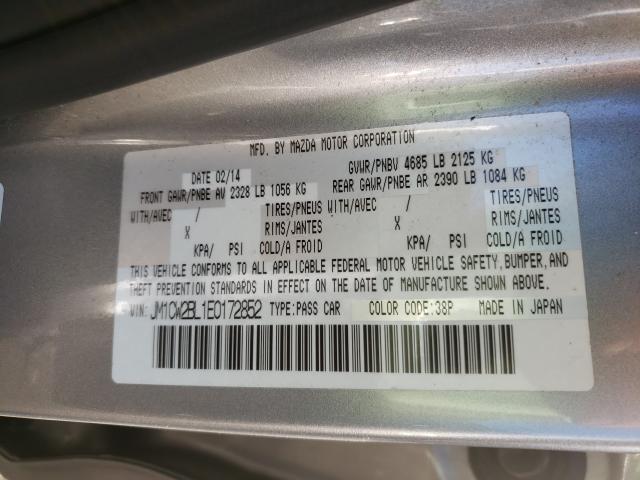 MFD. BY MAZDA MOTOR CORPORATION
DATE 02/14 GVWR/PNBV 4685 LB 2125 KG
FRONT GAWR/PNBE AV 2328 LB 1056 KG REAR GAWR/PNBE AR 2390 LB 1084 KG
WITH/AVEC / TIRES/PNEUS WITH/AVEC / TIRES/PNEUS
X RIMS/JANTES X RIMS/JANTES
KPA/ PSI COLD/A FROID KPA/ PSI COLD/A FROID
THIS VEHICLE CONFORMS TO ALL APPLICABLE FEDERAL MOTOR VEHICLE SAFETY, BUMPER, AND
THEFT PREVENTION STANDARDS IN EFFECT ON THE DATE OF MANUFACTURE SHOWN ABOVE.
VIN: JM1CW2BL1E0172852 TYPE:PASS CAR COLOR CODE:38P MADE IN JAPAN